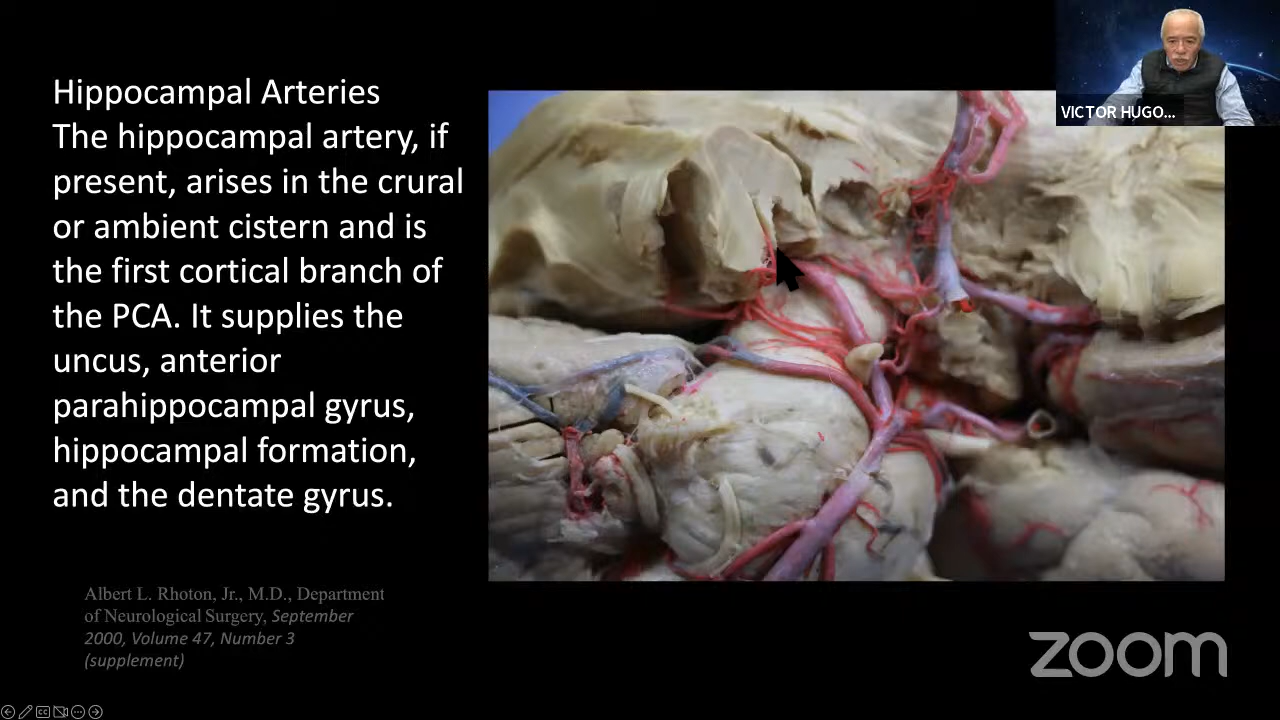 Hippocampal Arteries
The hippocampal artery, if
present, arises in the crural
or ambient cistern and is
the first cortical branch of
the PCA. It supplies the
uncus, anterior
parahippocampal gyrus,
hippocampal formation,
and the dentate gyrus.
Albert L. Rhoton, Jr., M.D., Department
of Neurological Surgery, September
2000, Volume 47, Number 3
(supplement)
VICTOR HUGO...
zoom